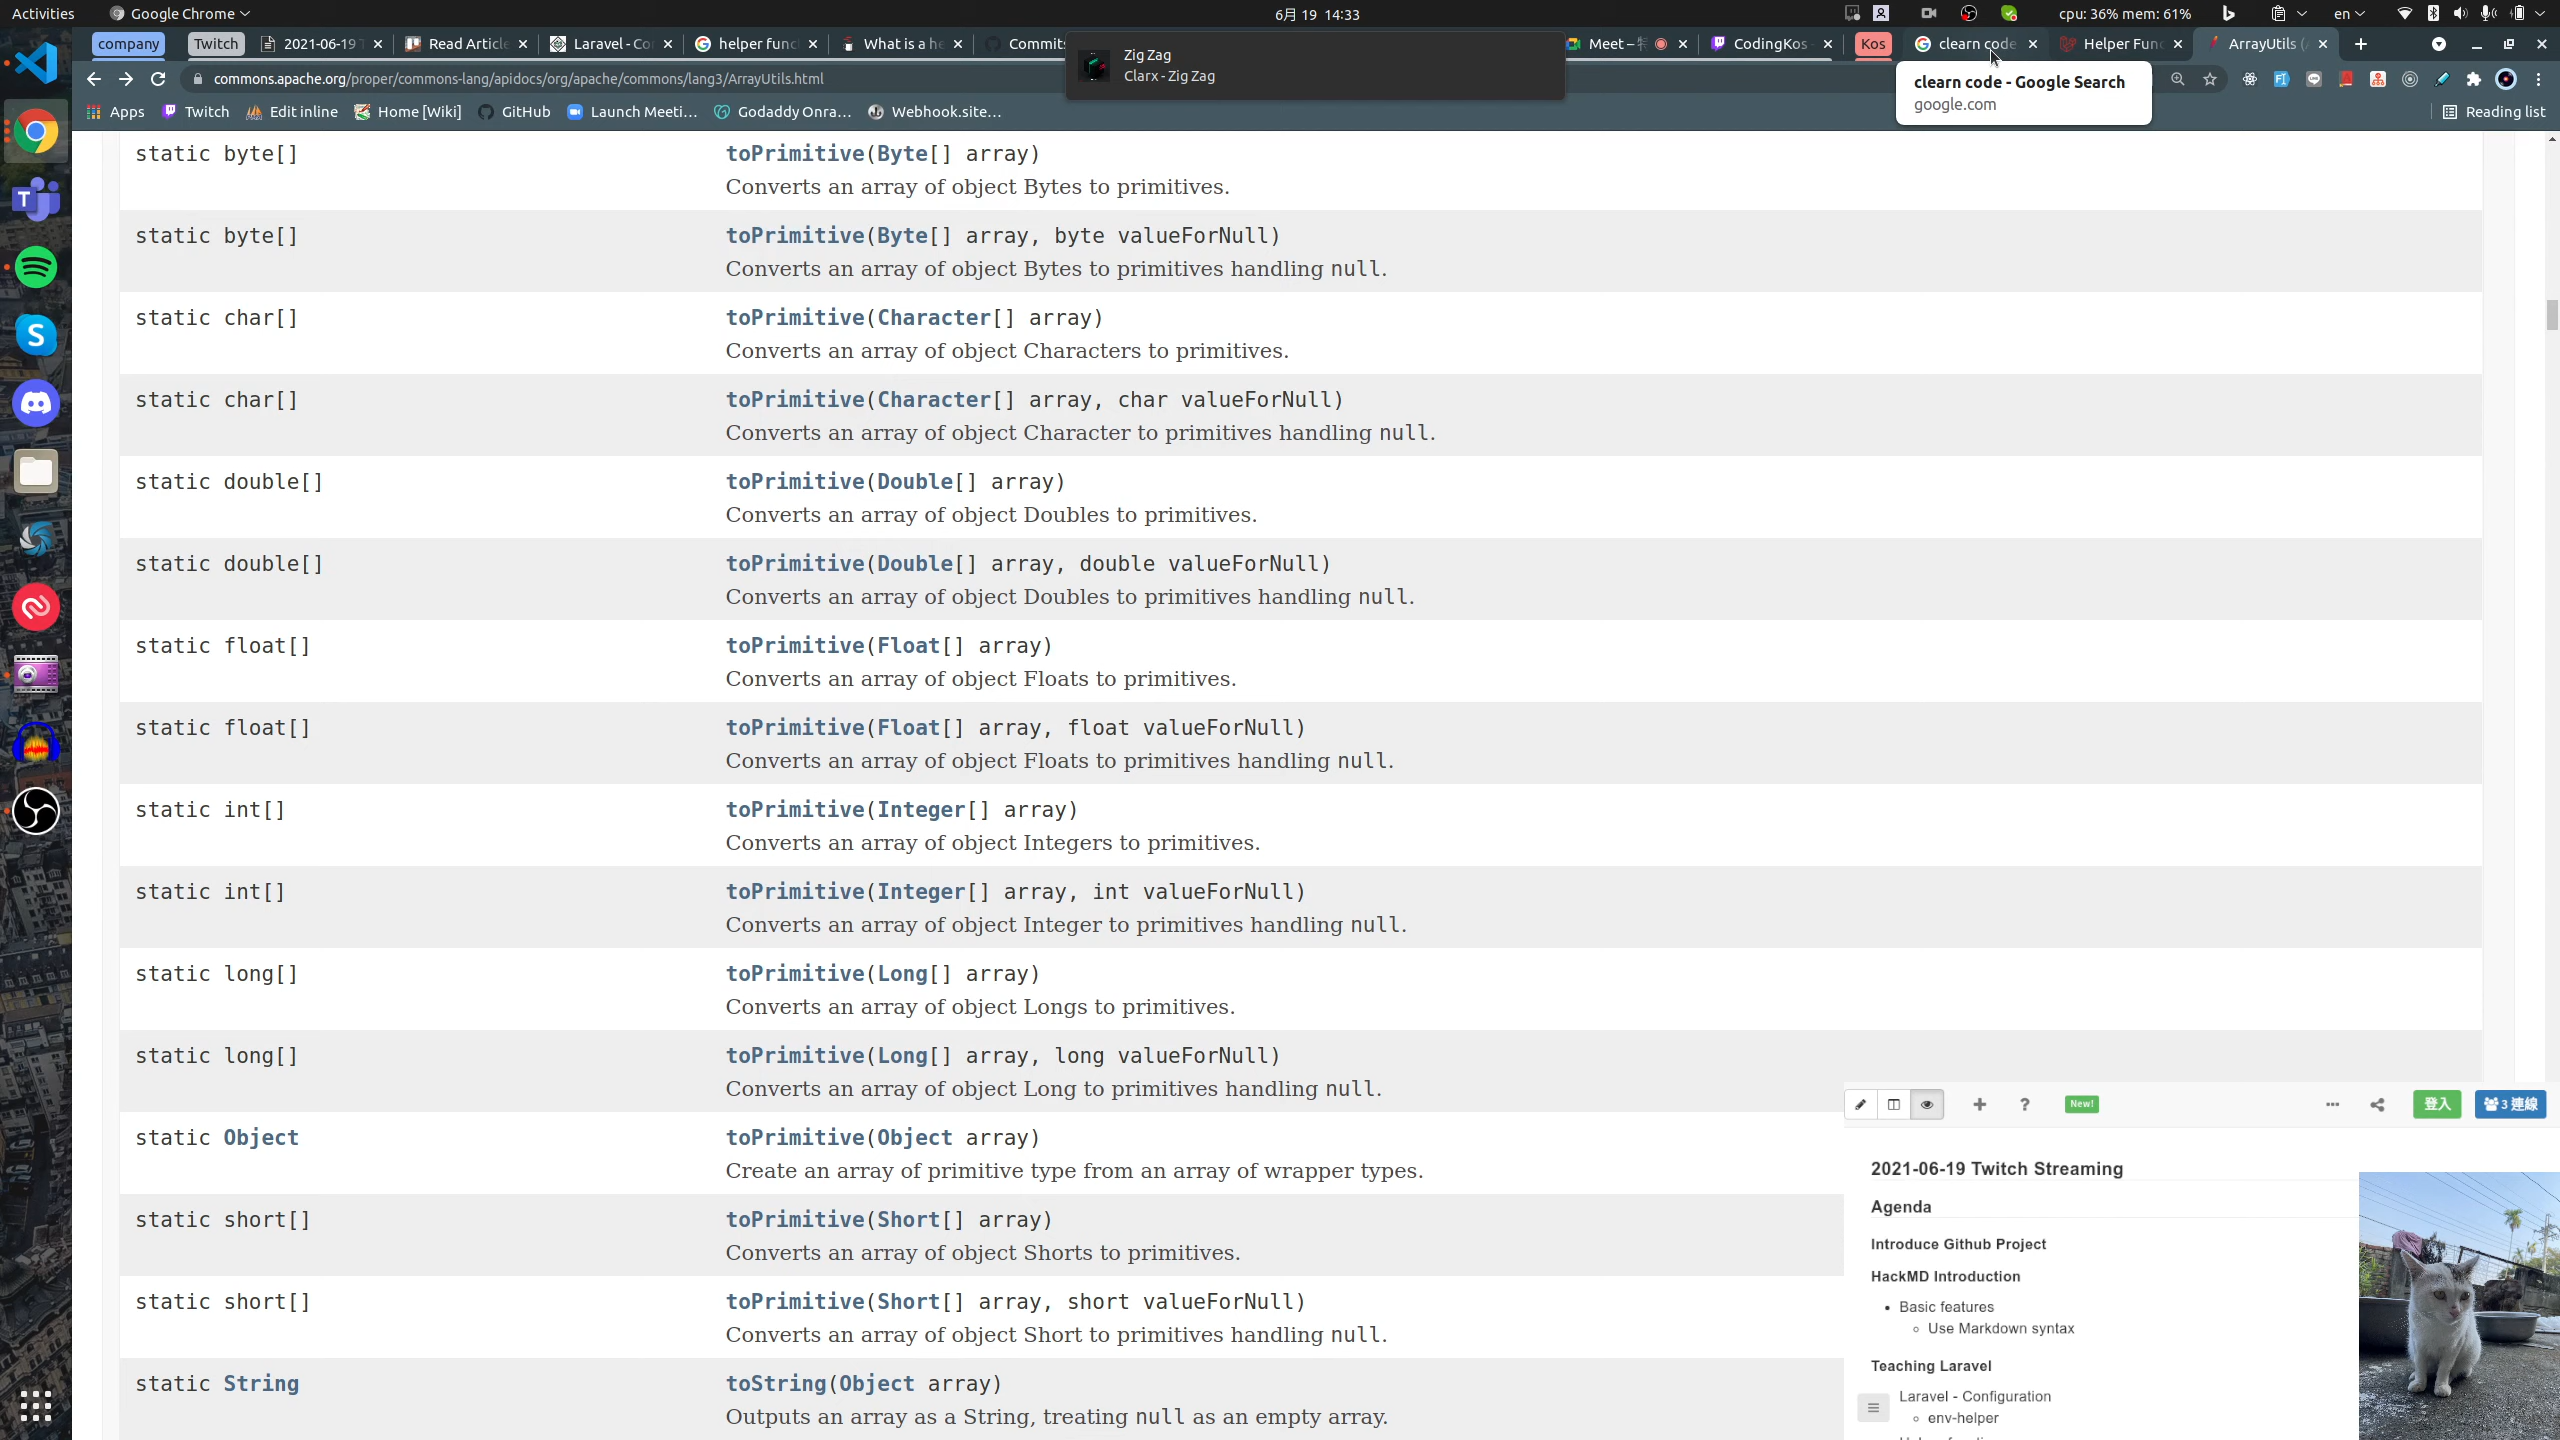 Activities Google Chrome 6月 19 14:33 cpu: 36% mem: 61% en
company Twitch 2021-06-19 Read Article Laravel - Co helper func What is a he Commits Meet – CodingKos Kos clearn code Helper Func ArrayUtils (
Zig Zag
Clarx - Zig Zag
commons.apache.org/proper/commons-lang/apidocs/org/apache/commons/lang3/ArrayUtils.html
clearn code - Google Search
google.com
Apps Twitch Edit inline Home [Wiki] GitHub Launch Meeti... Godaddy Onra... Webhook.site... Reading list
static byte[] toPrimitive(Byte[] array)
Converts an array of object Bytes to primitives.
static byte[] toPrimitive(Byte[] array, byte valueForNull)
Converts an array of object Bytes to primitives handling null.
static char[] toPrimitive(Character[] array)
Converts an array of object Characters to primitives.
static char[] toPrimitive(Character[] array, char valueForNull)
Converts an array of object Character to primitives handling null.
static double[] toPrimitive(Double[] array)
Converts an array of object Doubles to primitives.
static double[] toPrimitive(Double[] array, double valueForNull)
Converts an array of object Doubles to primitives handling null.
static float[] toPrimitive(Float[] array)
Converts an array of object Floats to primitives.
static float[] toPrimitive(Float[] array, float valueForNull)
Converts an array of object Floats to primitives handling null.
static int[] toPrimitive(Integer[] array)
Converts an array of object Integers to primitives.
static int[] toPrimitive(Integer[] array, int valueForNull)
Converts an array of object Integer to primitives handling null.
static long[] toPrimitive(Long[] array)
Converts an array of object Longs to primitives.
static long[] toPrimitive(Long[] array, long valueForNull)
Converts an array of object Long to primitives handling null.
static Object toPrimitive(Object array)
Create an array of primitive type from an array of wrapper types.
static short[] toPrimitive(Short[] array)
Converts an array of object Shorts to primitives.
static short[] toPrimitive(Short[] array, short valueForNull)
Converts an array of object Short to primitives handling null.
static String toString(Object array)
Outputs an array as a String, treating null as an empty array.
New! 登入 3 連線
2021-06-19 Twitch Streaming
Agenda
Introduce Github Project
HackMD Introduction
Basic features
Use Markdown syntax
Teaching Laravel
Laravel - Configuration
env-helper